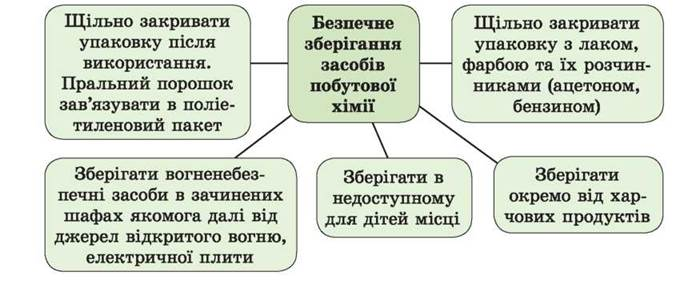 Щільно закривати
упаковку після
використання.
Пральний порошок
зав'язувати в поліе-
тиленовий пакет
Безпечне
зберігання
засобів
побутової
хімії
Щільно закривати
упаковку з лаком,
фарбою та їх розчин-
никами (ацетоном,
бензином)
Зберігати вогненебез-
печні засоби в зачинених
шафах якомога далі від
джерел відкритого вогню,
електричної плити
Зберігати в
недоступному
для дітей місці
Зберігати
окремо від хар-
чових продуктів